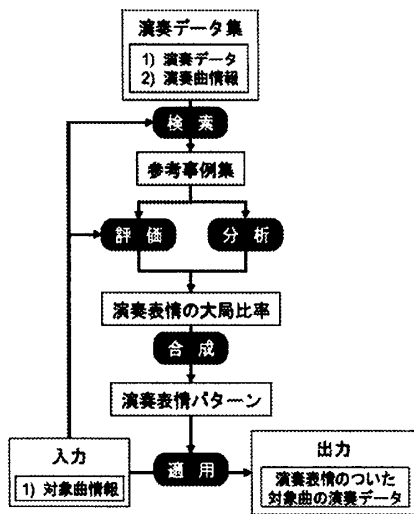 演奏データ集
1) 演奏データ
2) 演奏曲情報
検索
参考事例集
評価
分析
演奏表情の大局比率
合成
演奏表情パターン
入力
1) 対象曲情報
適用
出力
演奏表情のついた
対象曲の演奏データ